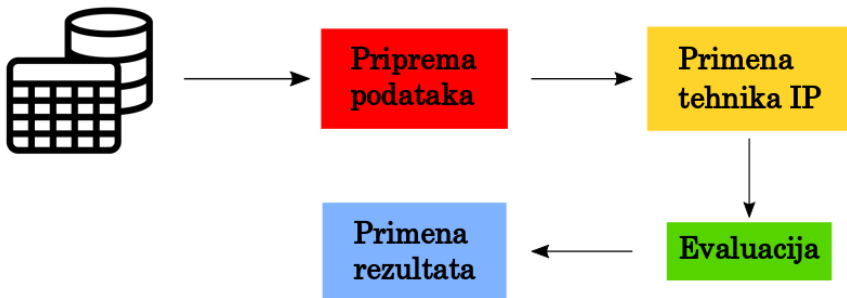 Priprema
podataka
Primena
tehnika IP
Evaluacija
Primena
rezultata